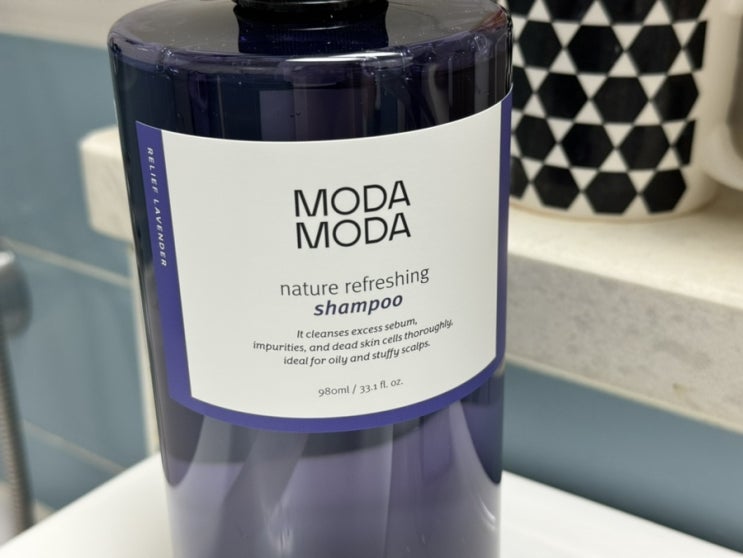 RELIEF LAVENDER
MODA
MODA
nature refreshing
shampoo
It cleanses excess sebum,
impurities, and dead skin cells thoroughly,
ideal for oily and stuffy scalps.
980ml / 33.1 fl. oz.